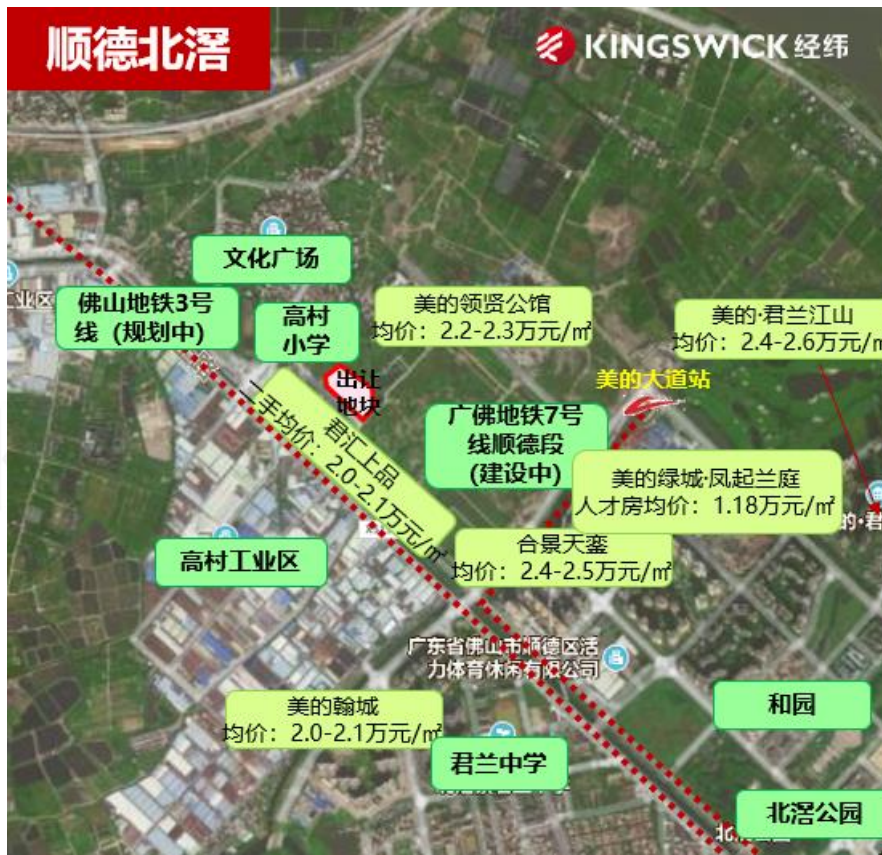 顺德北滘
KINGSWICK 经纬
文化广场
工业区
佛山地铁3号
线（规划中）
高村
小学
美的领贤公馆
均价：2.2-2.3万元/㎡
美的·君兰江山
均价：2.4-2.6万元/㎡
出让
地块
美的大道站
君汇上品
二手均价：2.0-2.1万元/㎡
广佛地铁7号
线顺德段
(建设中)
美的绿城·凤起兰庭
人才房均价：1.18万元/㎡
的·君
高村工业区
合景天銮
均价：2.4-2.5万元/㎡
广东省佛山市顺德区活
力体育休闲有限公司
美的翰城
均价：2.0-2.1万元/㎡
和园
君兰中学
北滘公园